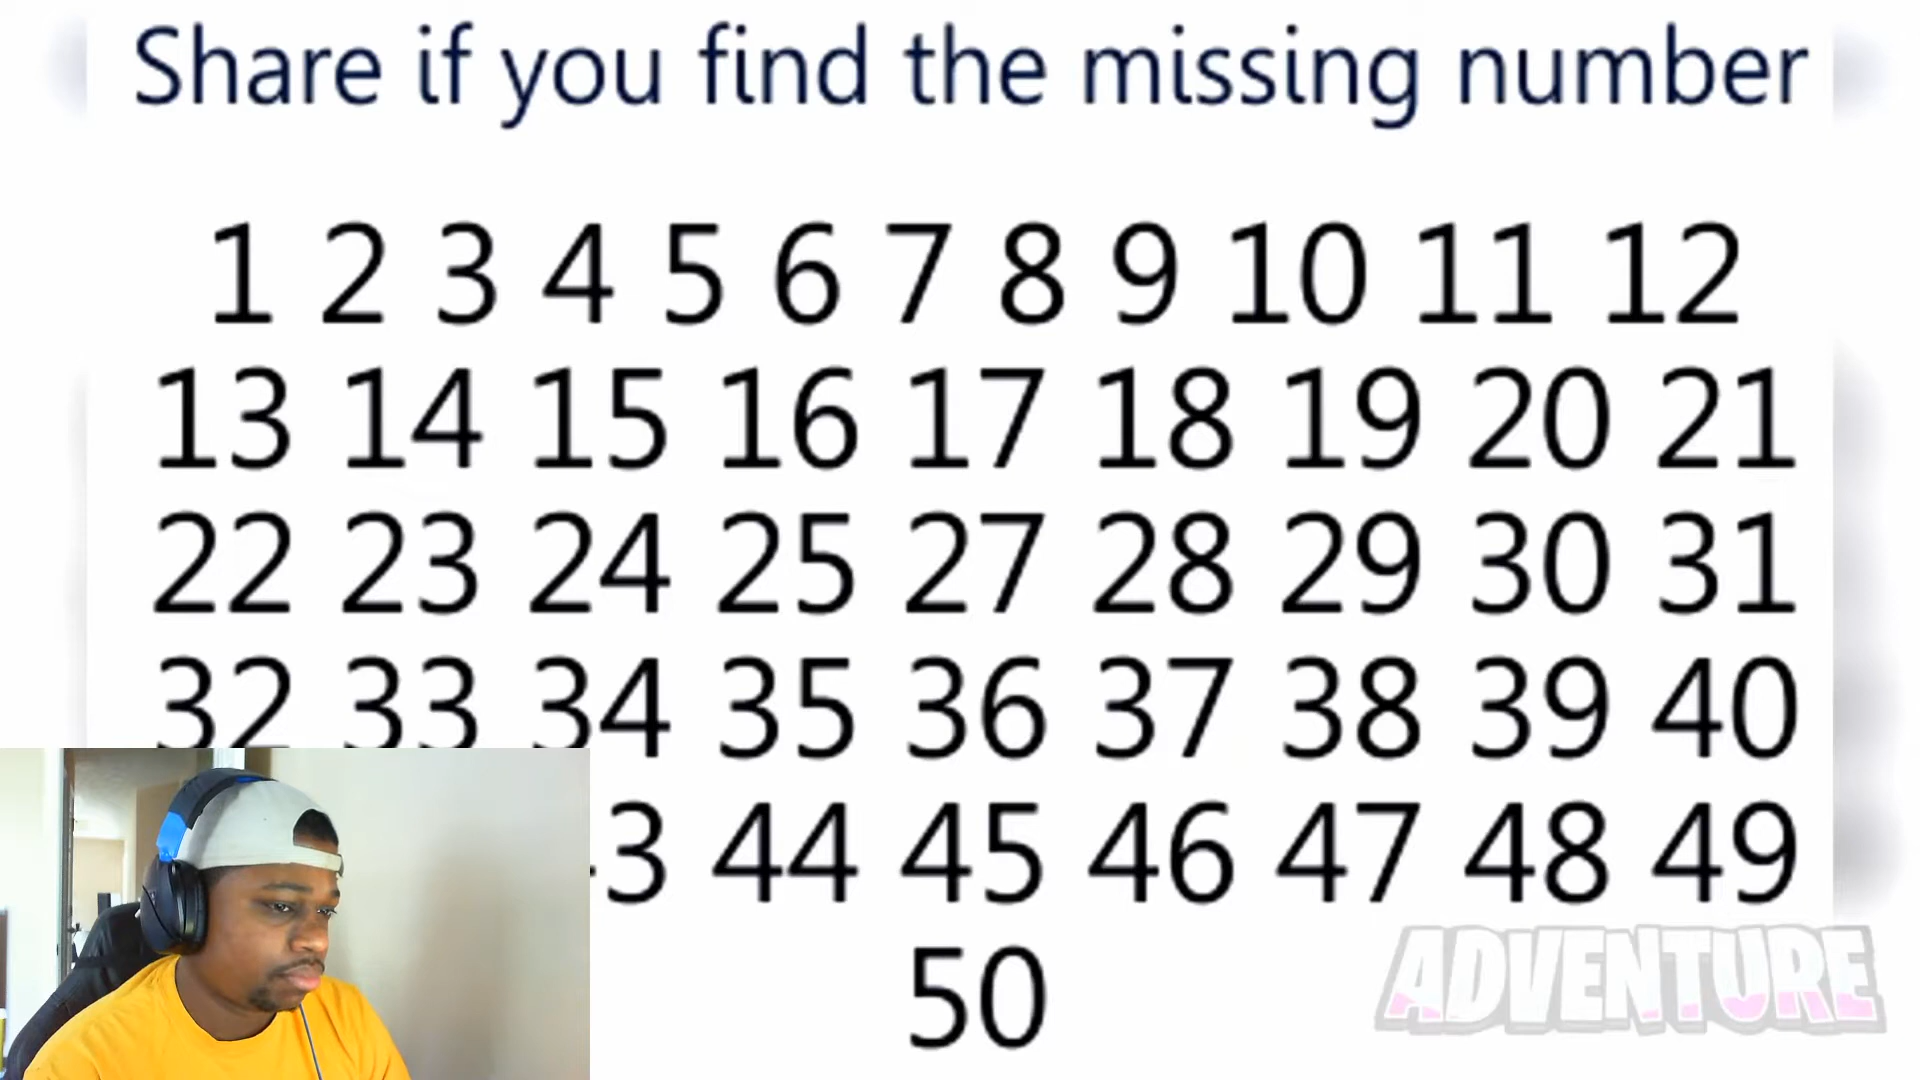 Share if you find the missing number
1 2 3 4 5 6 7 8 9 10 11 12
13 14 15 16 17 18 19 20 21
22 23 24 25 27 28 29 30 31
32 33 34 35 36 37 38 39 40
3 44 45 46 47 48 49
50
ADVENTURE